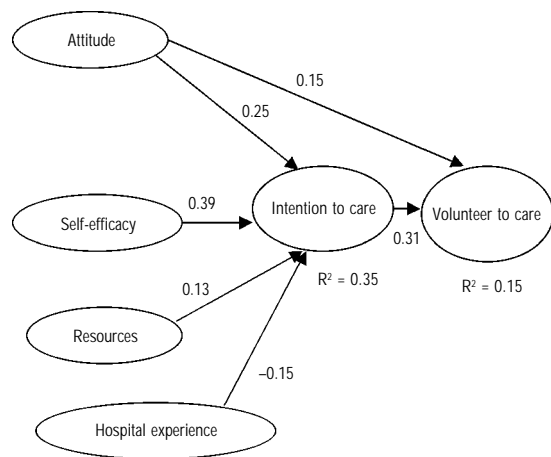 Attitude
0.15
0.25
0.39
Self-efficacy
Intention to care
Volunteer to care
0.31
R² = 0.35
R² = 0.15
0.13
Resources
–0.15
Hospital experience